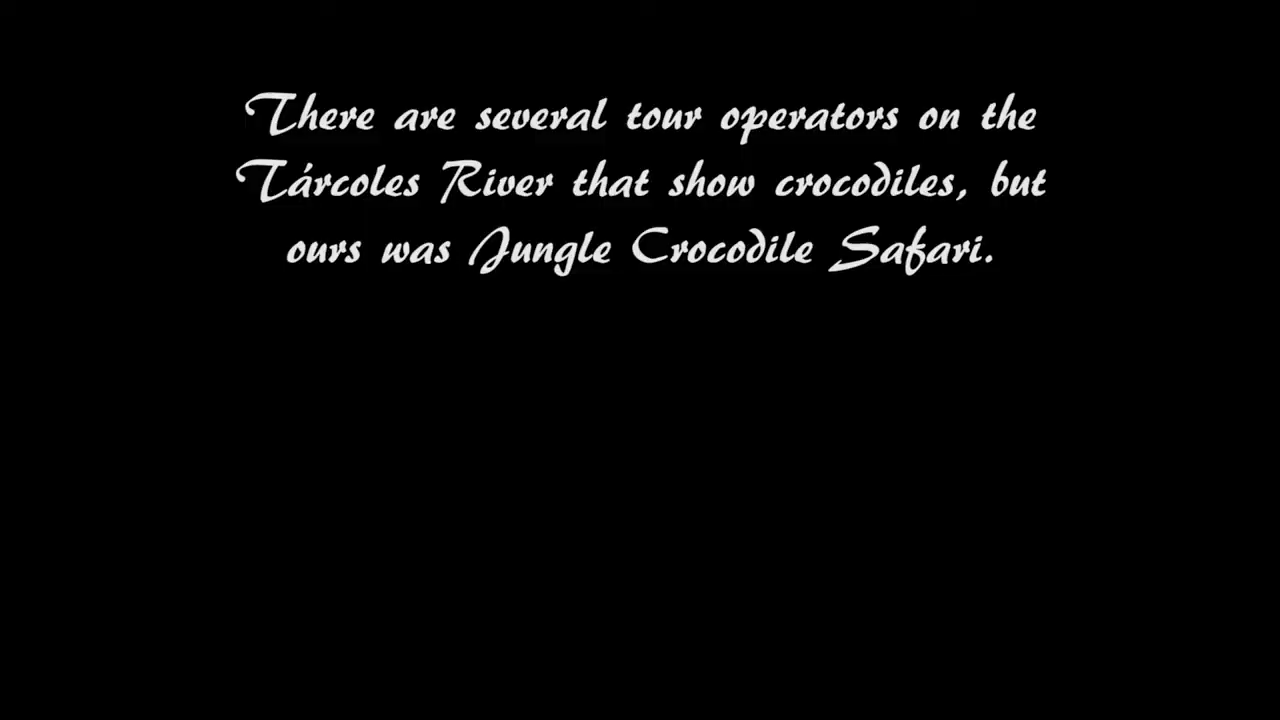 There are several tour operators on the
Tárcoles River that show crocodiles, but
ours was Jungle Crocodile Safari.